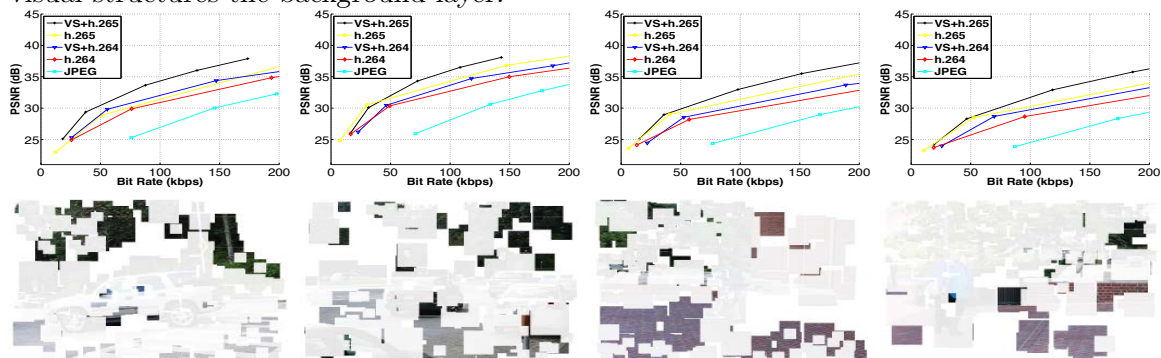 visual structures the background layer.
45
40
35
30
25
PSNR (dB)
VS+h.265
h.265
VS+h.264
h.264
JPEG
0 50 100 150 200
Bit Rate (kbps)
45
40
35
30
25
PSNR (dB)
VS+h.265
h.265
VS+h.264
h.264
JPEG
0 50 100 150 200
Bit Rate (kbps)
45
40
35
30
25
PSNR (dB)
VS+h.265
h.265
VS+h.264
h.264
JPEG
0 50 100 150 200
Bit Rate (kbps)
45
40
35
30
25
PSNR (dB)
VS+h.265
h.265
VS+h.264
h.264
JPEG
0 50 100 150 200
Bit Rate (kbps)